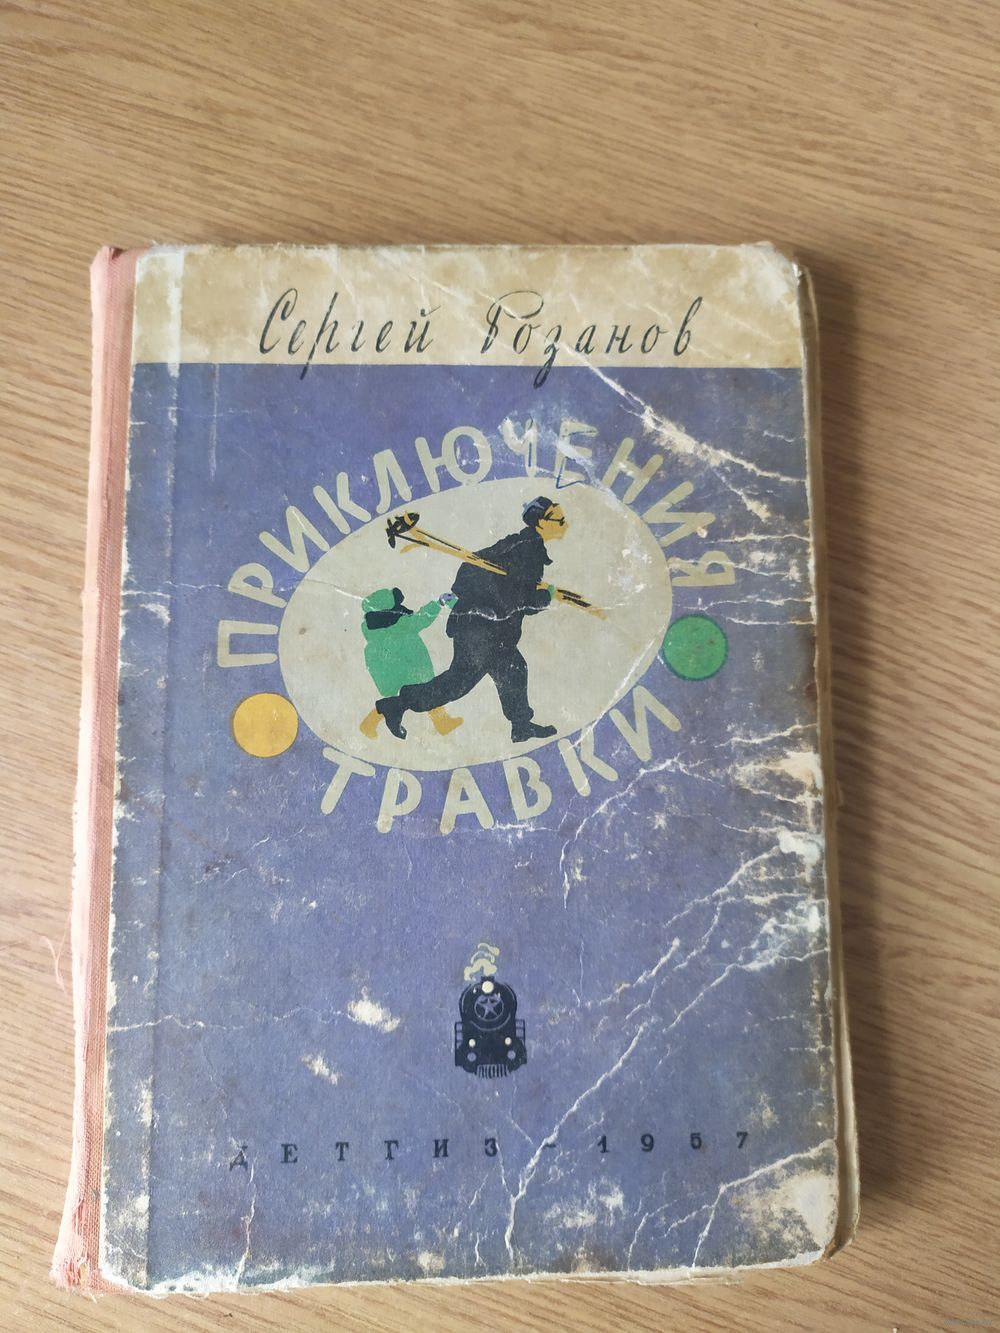 Сергей Розанов
ПРИКЛЮЧЕНИЯ
ТРАВКИ
ДЕТГИЗ - 1957